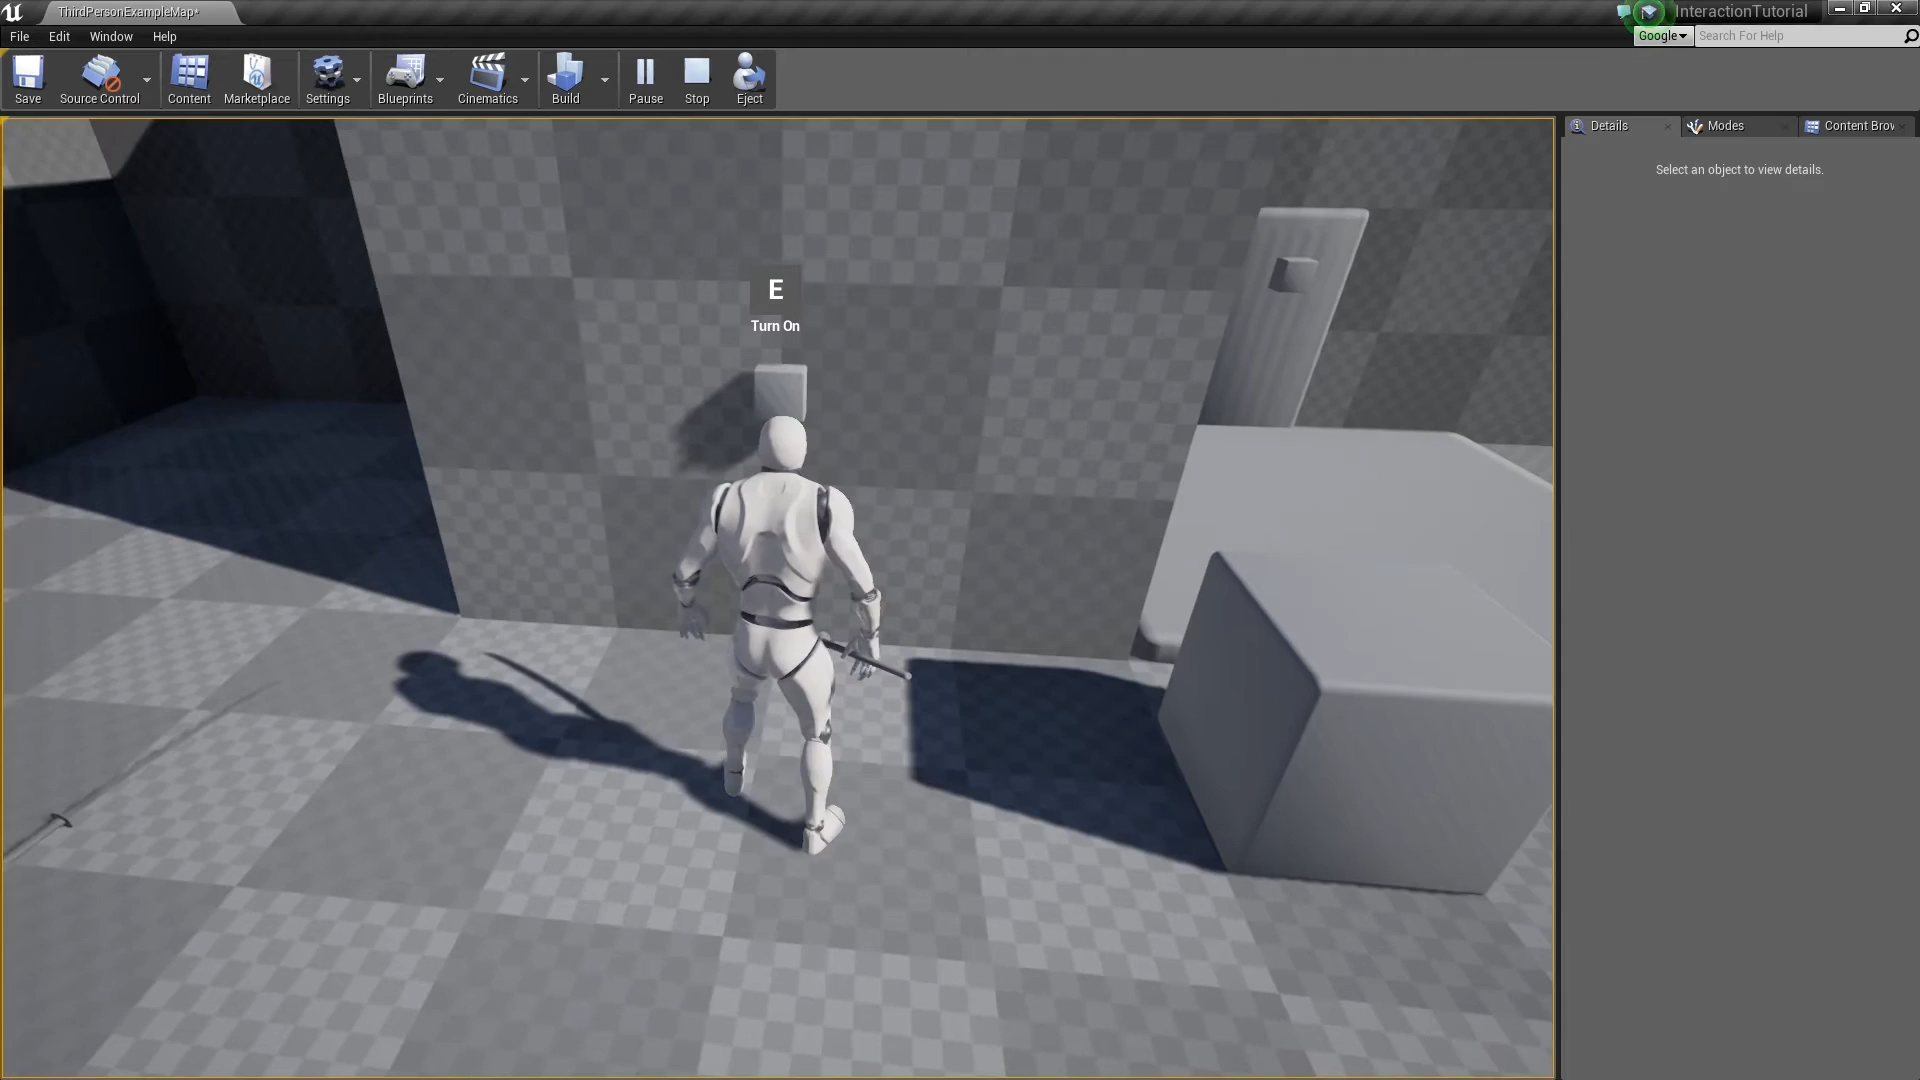 ThirdPersonExampleMap*
InteractionTutorial
File Edit Window Help
Google Search For Help
Save Source Control Content Marketplace Settings Blueprints Cinematics Build Pause Stop Eject
Details Modes Content Brow
Select an object to view details.
E
Turn On